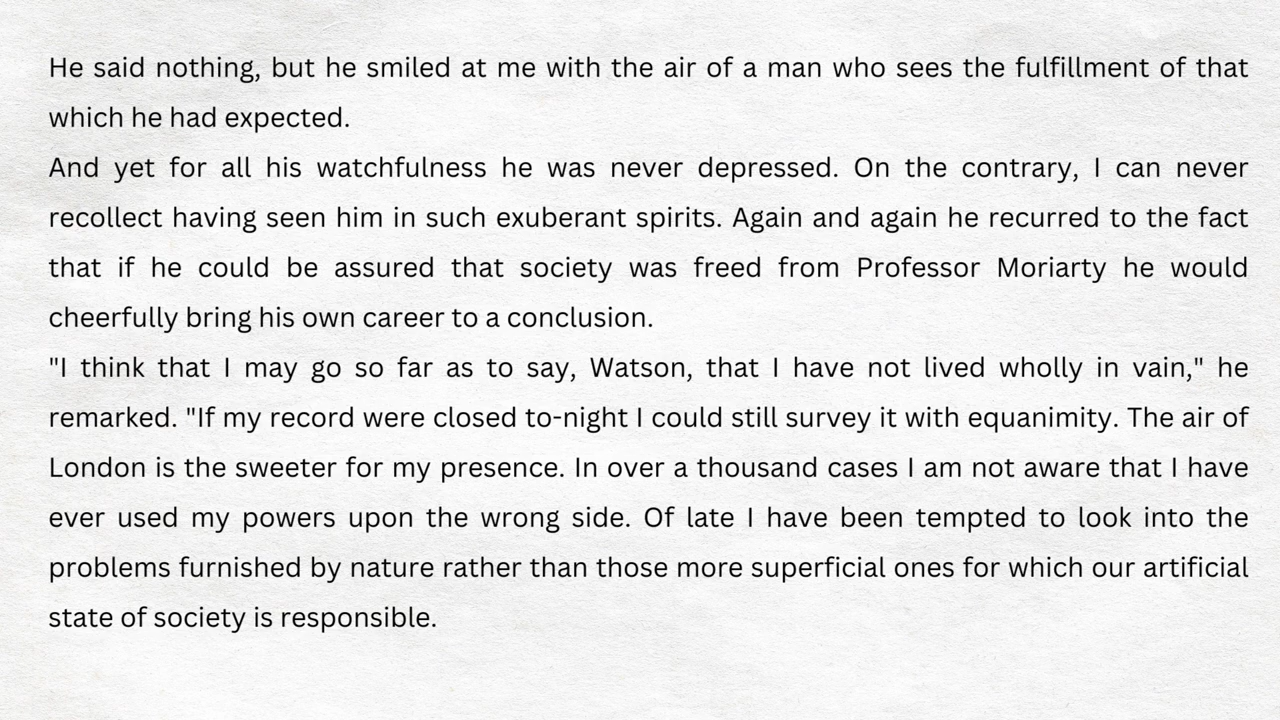 He said nothing, but he smiled at me with the air of a man who sees the fulfillment of that
which he had expected.
And yet for all his watchfulness he was never depressed. On the contrary, I can never
recollect having seen him in such exuberant spirits. Again and again he recurred to the fact
that if he could be assured that society was freed from Professor Moriarty he would
cheerfully bring his own career to a conclusion.
"I think that I may go so far as to say, Watson, that I have not lived wholly in vain," he
remarked. "If my record were closed to-night I could still survey it with equanimity. The air of
London is the sweeter for my presence. In over a thousand cases I am not aware that I have
ever used my powers upon the wrong side. Of late I have been tempted to look into the
problems furnished by nature rather than those more superficial ones for which our artificial
state of society is responsible.